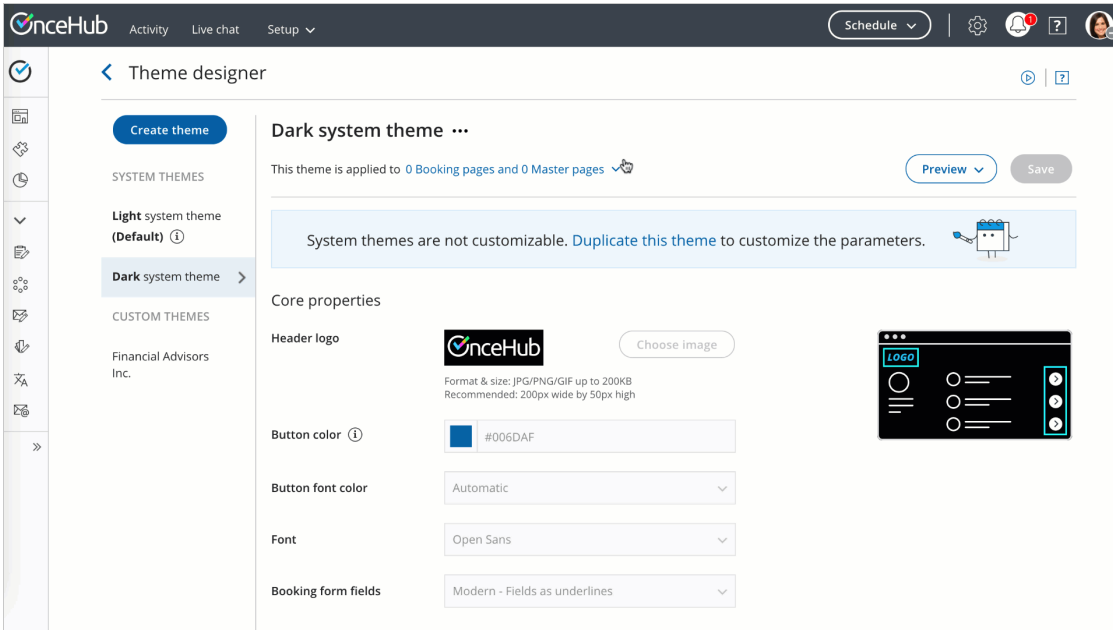 OnceHub
Activity
Live chat
Setup
Schedule
1
?
Theme designer
?
Create theme
SYSTEM THEMES
Light system theme
(Default) i
Dark system theme
CUSTOM THEMES
Financial Advisors
Inc.
Dark system theme •••
This theme is applied to 0 Booking pages and 0 Master pages
Preview
Save
System themes are not customizable. Duplicate this theme to customize the parameters.
Core properties
Header logo
OnceHub
Choose image
Format & size: JPG/PNG/GIF up to 200KB
Recommended: 200px wide by 50px high
LOGO
Button color i
#006DAF
Button font color
Automatic
Font
Open Sans
Booking form fields
Modern - Fields as underlines